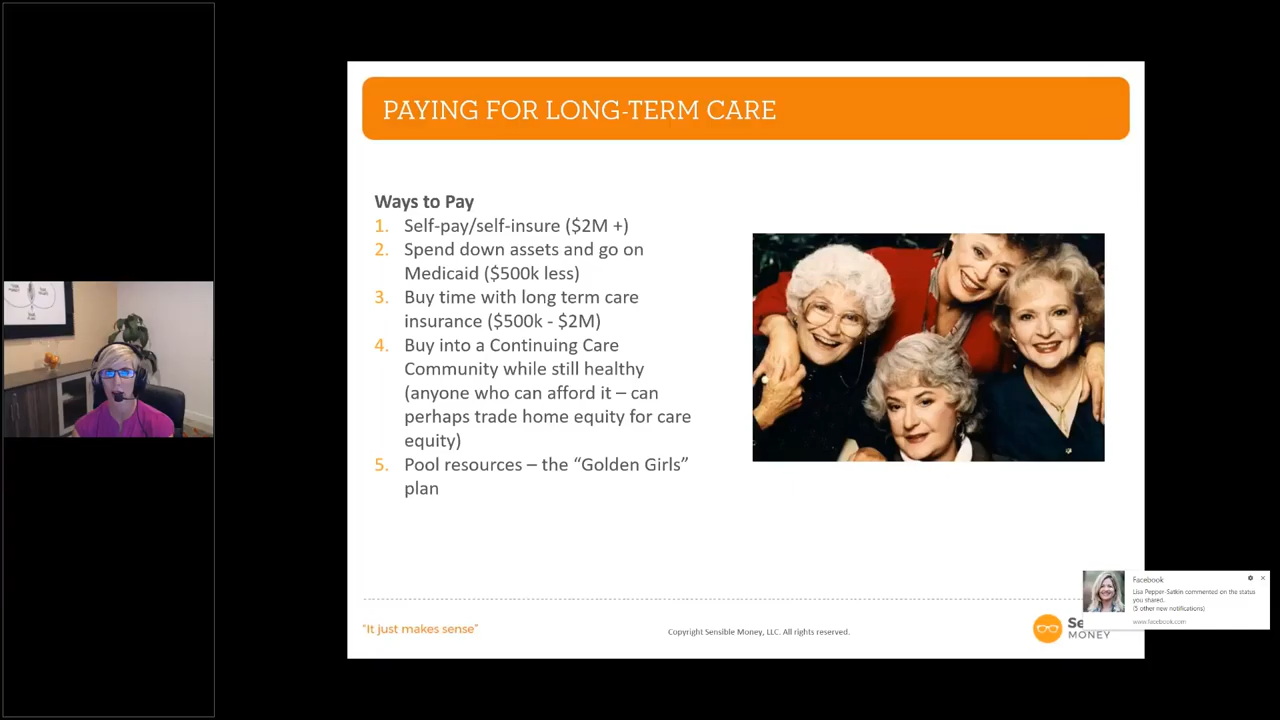 PAYING FOR LONG-TERM CARE
Ways to Pay
1. Self-pay/self-insure ($2M +)
2. Spend down assets and go on
Medicaid ($500k less)
3. Buy time with long term care
insurance ($500k - $2M)
4. Buy into a Continuing Care
Community while still healthy
(anyone who can afford it – can
perhaps trade home equity for care
equity)
5. Pool resources – the “Golden Girls”
plan
Facebook
Lisa Pepper-Satkin commented on the status
you shared.
(5 other new notifications)
www.facebook.com
"It just makes sense"
Copyright Sensible Money, LLC. All rights reserved.
Se
MONEY